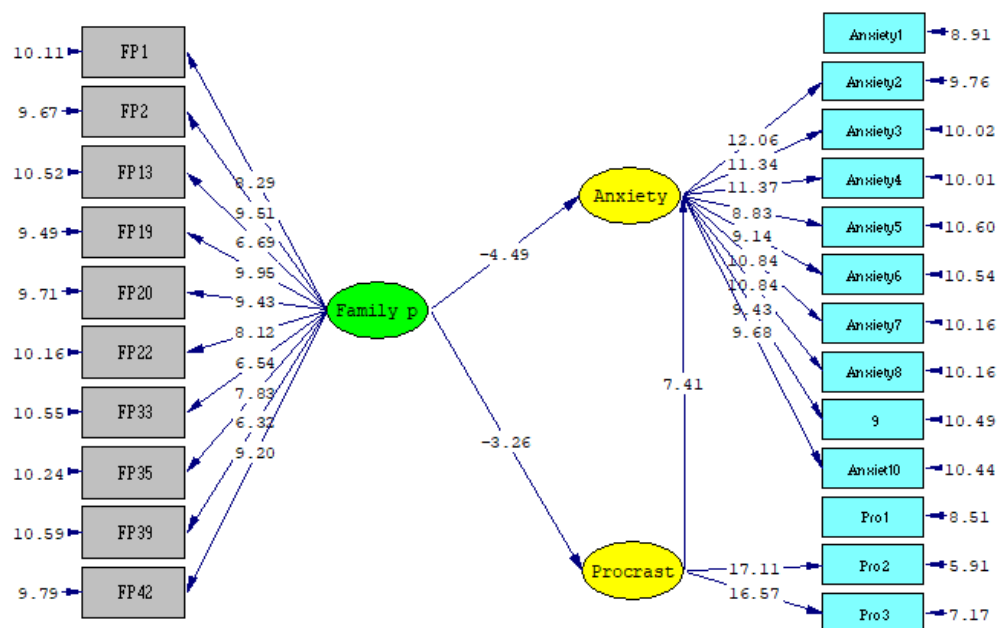 10.11 FP1
9.67 FP2
10.52 FP13
9.49 FP19
9.71 FP20
10.16 FP22
10.55 FP33
10.24 FP35
10.59 FP39
9.79 FP42
8.29
9.51
6.69
9.95
9.43
8.12
6.54
7.83
6.32
9.20
Family p
-4.49
-3.26
Anxiety
7.41
Procrast
12.06
11.34
11.37
8.83
9.14
10.84
10.84
9.43
9.68
17.11
16.57
Anxiety1 8.91
Anxiety2 9.76
Anxiety3 10.02
Anxiety4 10.01
Anxiety5 10.60
Anxiety6 10.54
Anxiety7 10.16
Anxiety8 10.16
9 10.49
Anxiet10 10.44
Pro1 8.51
Pro2 5.91
Pro3 7.17